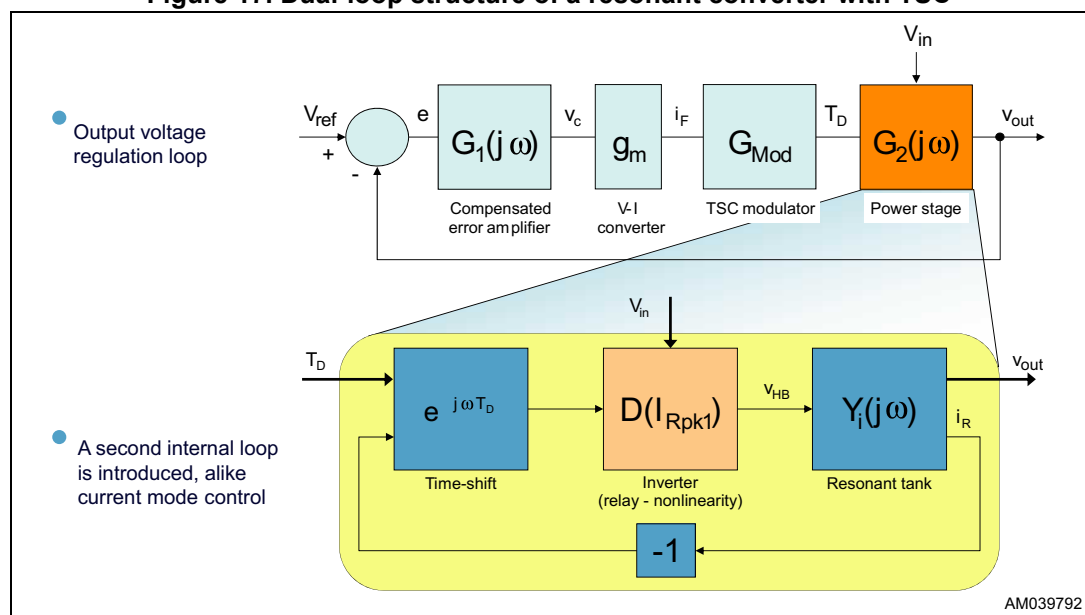 Figure 17. Dual-loop structure of a resonant converter with TSC
V_in
Output voltage
regulation loop
V_ref
+
-
e
G_1(jω)
v_c
g_m
i_F
G_Mod
T_D
G_2(jω)
v_out
Compensated
error amplifier
V-I
converter
TSC modulator
Power stage
V_in
T_D
e jωT_D
D(I_Rpk1)
v_HB
Y_i(jω)
v_out
i_R
A second internal loop
is introduced, alike
current mode control
Time-shift
Inverter
(relay - nonlinearity)
Resonant tank
-1
AM039792